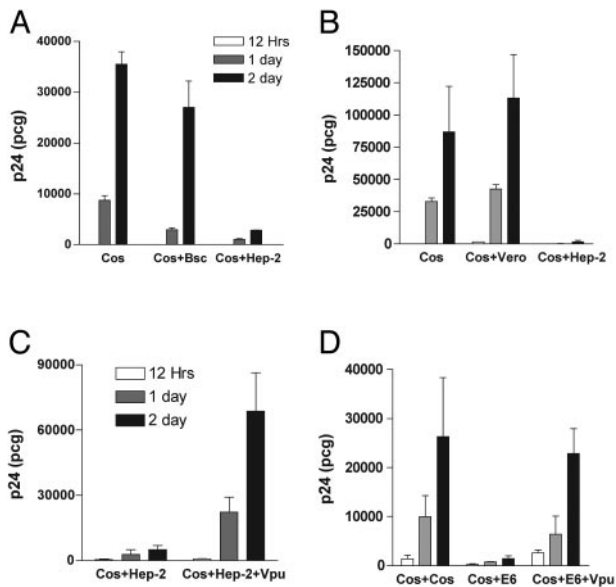 A
p24 (pcg)
40000
30000
20000
10000
0
12 Hrs
1 day
2 day
Cos Cos+Bsc Cos+Hep-2
B
p24 (pcg)
150000
125000
100000
75000
50000
25000
0
Cos Cos+Vero Cos+Hep-2
C
p24 (pcg)
90000
60000
30000
0
12 Hrs
1 day
2 day
Cos+Hep-2 Cos+Hep-2+Vpu
D
p24 (pcg)
40000
30000
20000
10000
0
Cos+Cos Cos+E6 Cos+E6+Vpu